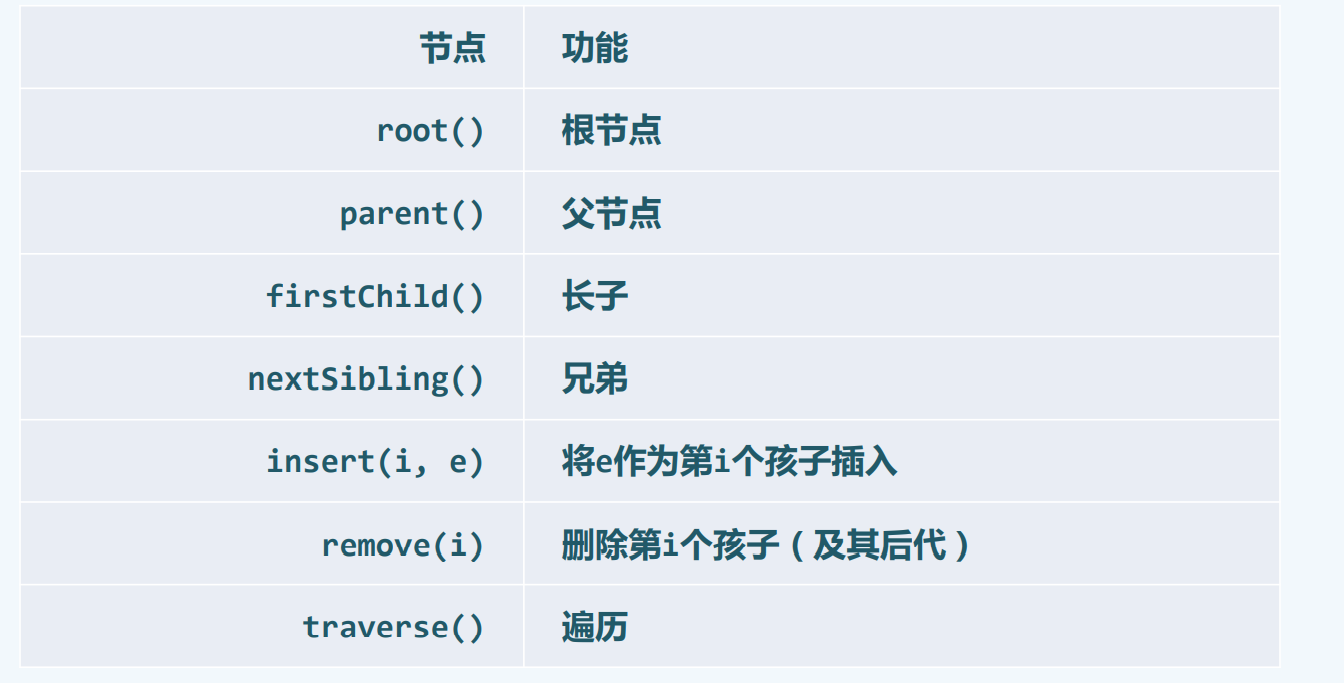 节点 功能
root() 根节点
parent() 父节点
firstChild() 长子
nextSibling() 兄弟
insert(i, e) 将e作为第i个孩子插入
remove(i) 删除第i个孩子（及其后代）
traverse() 遍历